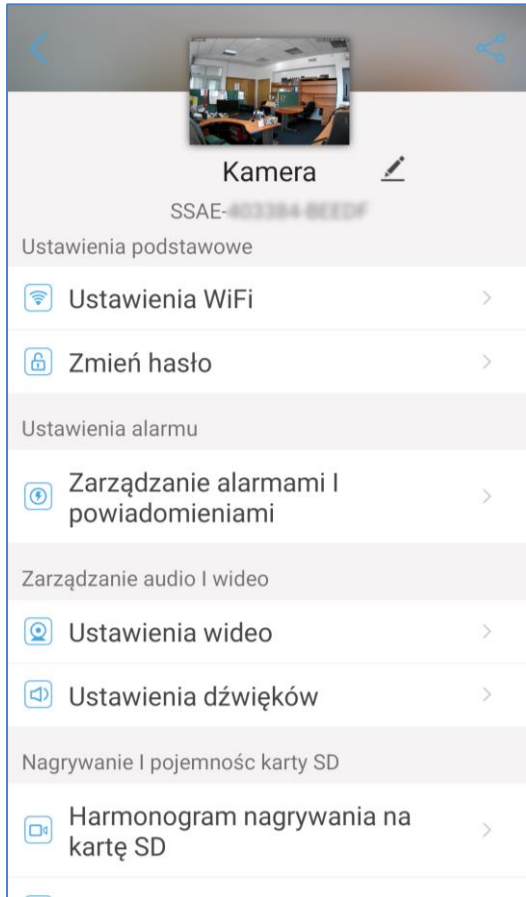 Kamera
SSAE-
Ustawienia podstawowe
Ustawienia WiFi
Zmień hasło
Ustawienia alarmu
Zarządzanie alarmami I
powiadomieniami
Zarządzanie audio I wideo
Ustawienia wideo
Ustawienia dźwięków
Nagrywanie I pojemnośc karty SD
Harmonogram nagrywania na
kartę SD